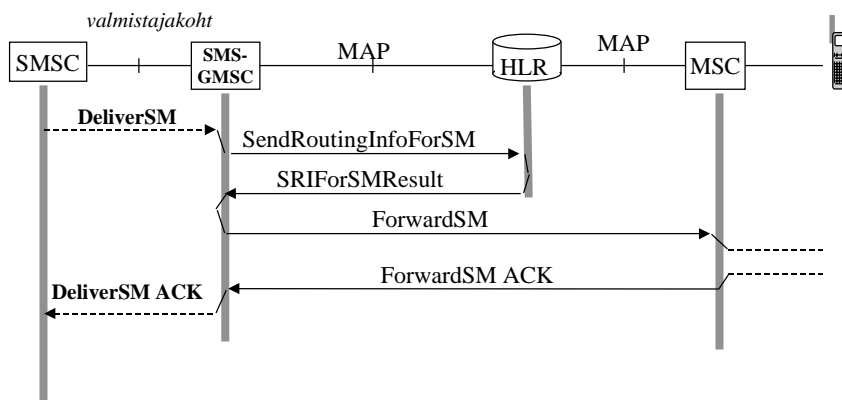 valmistajakoht
SMSC
SMS-
GMSC
MAP
HLR
MAP
MSC
DeliverSM
SendRoutingInfoForSM
SRIForSMResult
ForwardSM
ForwardSM ACK
DeliverSM ACK